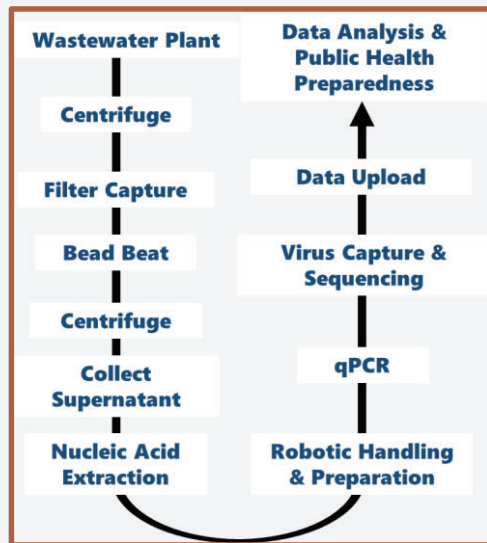 Wastewater Plant
Centrifuge
Filter Capture
Bead Beat
Centrifuge
Collect
Supernatant
Nucleic Acid
Extraction
Data Analysis &
Public Health
Preparedness
Data Upload
Virus Capture &
Sequencing
qPCR
Robotic Handling
& Preparation